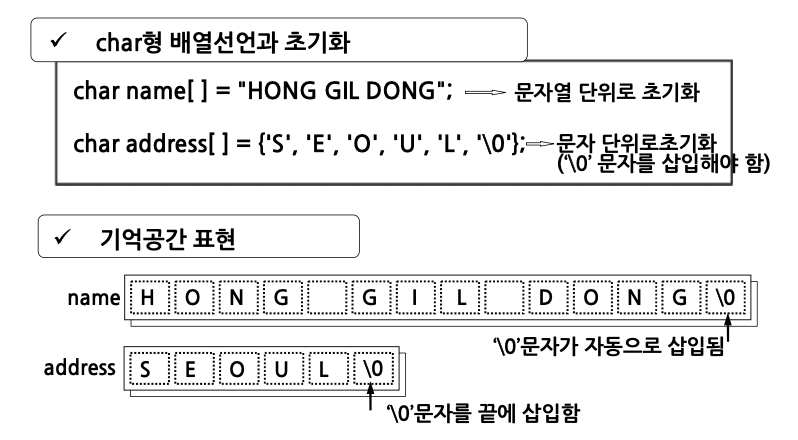 ✓ char형 배열선언과 초기화
char name[ ] = "HONG GIL DONG"; ⇒ 문자열 단위로 초기화
char address[ ] = {'S', 'E', 'O', 'U', 'L', '\0'}; ⇒ 문자 단위로초기화
('\0' 문자를 삽입해야 함)
✓ 기억공간 표현
name H O N G G I L D O N G \0
'\0'문자가 자동으로 삽입됨
address S E O U L \0
'\0'문자를 끝에 삽입함